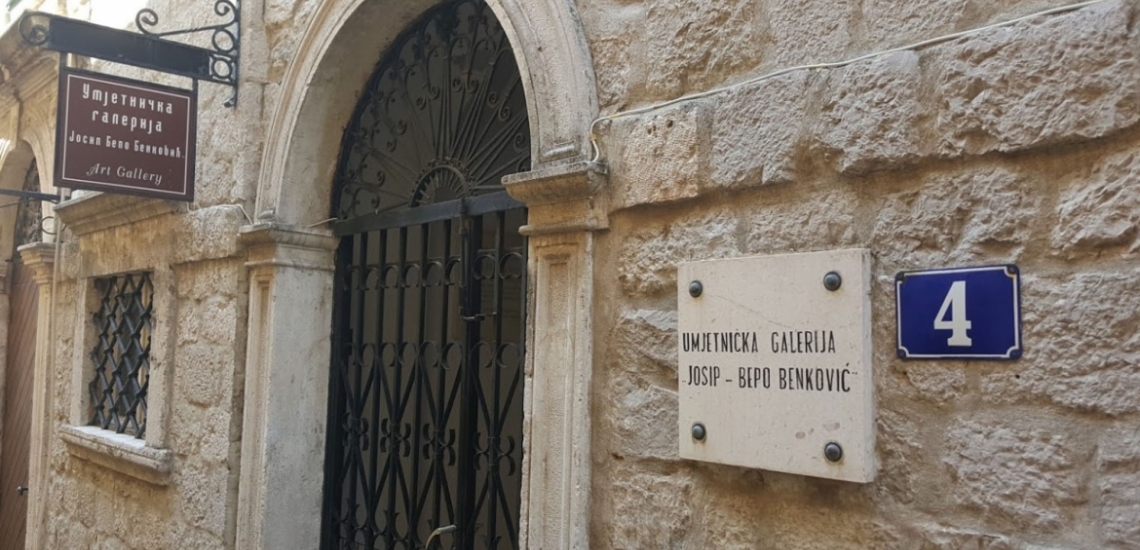 Умјетничка
галерија
Јосип Бепо Бенковић.
Art Gallery
UMJETNIČKA GALERIJA
„JOSIP - BEPO BENKOVIĆ"
4